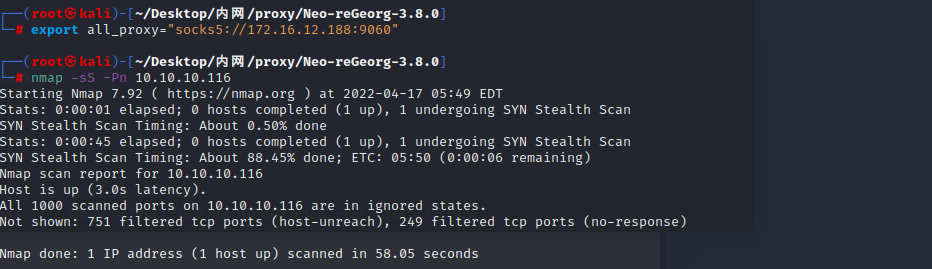 ┌──(root㉿kali)-[~/Desktop/内网/proxy/Neo-reGeorg-3.8.0]
└─# export all_proxy="socks5://172.16.12.188:9060"
┌──(root㉿kali)-[~/Desktop/内网/proxy/Neo-reGeorg-3.8.0]
└─# nmap -sS -Pn 10.10.10.116
Starting Nmap 7.92 ( https://nmap.org ) at 2022-04-17 05:49 EDT
Stats: 0:00:01 elapsed; 0 hosts completed (1 up), 1 undergoing SYN Stealth Scan
SYN Stealth Scan Timing: About 0.50% done
Stats: 0:00:45 elapsed; 0 hosts completed (1 up), 1 undergoing SYN Stealth Scan
SYN Stealth Scan Timing: About 88.45% done; ETC: 05:50 (0:00:06 remaining)
Nmap scan report for 10.10.10.116
Host is up (3.0s latency).
All 1000 scanned ports on 10.10.10.116 are in ignored states.
Not shown: 751 filtered tcp ports (host-unreach), 249 filtered tcp ports (no-response)
Nmap done: 1 IP address (1 host up) scanned in 58.05 seconds